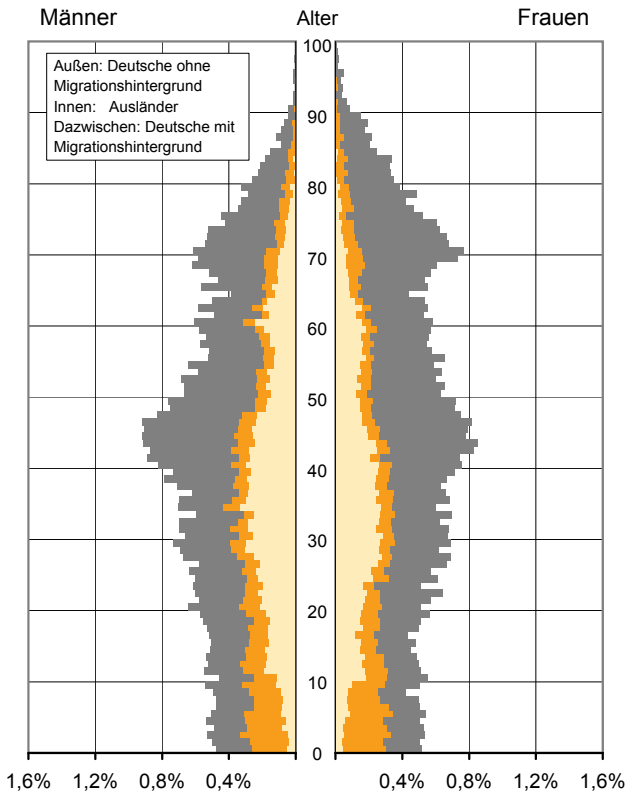 Männer Alter Frauen
100
Außen: Deutsche ohne
Migrationshintergrund
Innen: Ausländer
Dazwischen: Deutsche mit
Migrationshintergrund
90
80
70
60
50
40
30
20
10
0
1,6% 1,2% 0,8% 0,4% 0,4% 0,8% 1,2% 1,6%